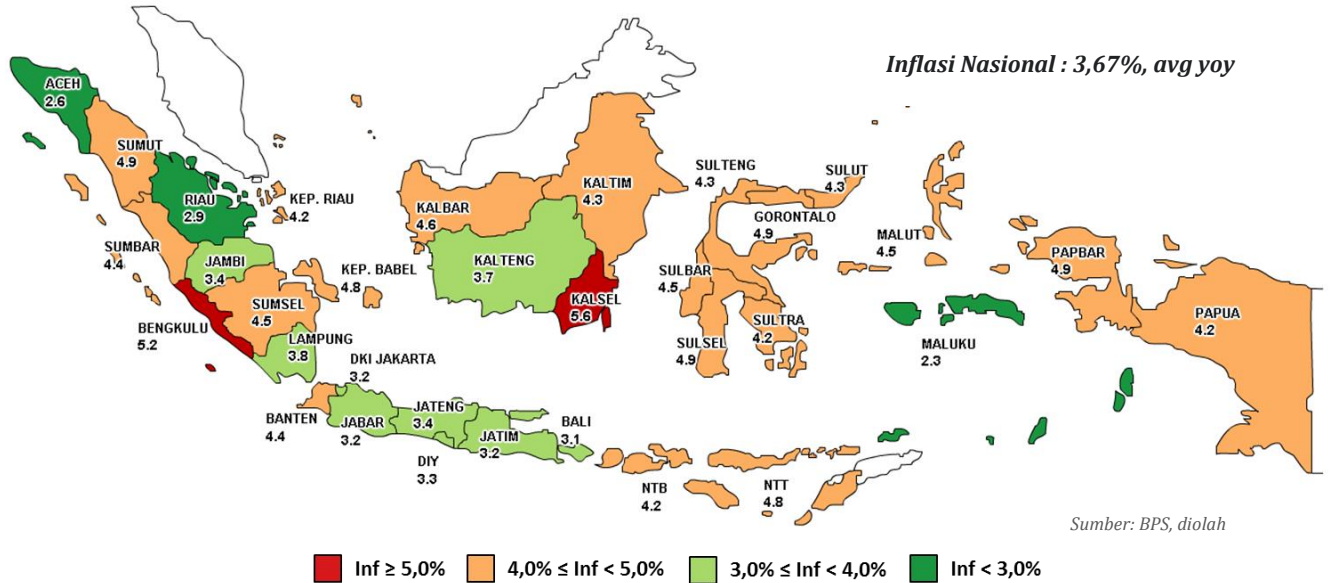 Inflasi Nasional : 3,67%, avg yoy
ACEH
2.6
SUMUT
4.9
RIAU
2.9
KEP. RIAU
4.2
SUMBAR
4.4
JAMBI
3.4
KEP. BABEL
4.8
SUMSEL
4.5
BENGKULU
5.2
LAMPUNG
3.8
DKI JAKARTA
3.2
BANTEN
4.4
JABAR
3.2
JATENG
3.4
DIY
3.3
JATIM
3.2
BALI
3.1
KALBAR
4.6
KALTENG
3.7
KALTIM
4.3
KALSEL
5.6
SULTENG
4.3
SULUT
4.3
GORONTALO
4.9
SULBAR
4.5
SULTRA
4.2
SULSEL
4.9
NTB
4.2
NTT
4.8
MALUT
4.5
MALUKU
2.3
PAPBAR
4.9
PAPUA
4.2
Sumber: BPS, diolah
Inf ≥ 5,0%
4,0% ≤ Inf < 5,0%
3,0% ≤ Inf < 4,0%
Inf < 3,0%